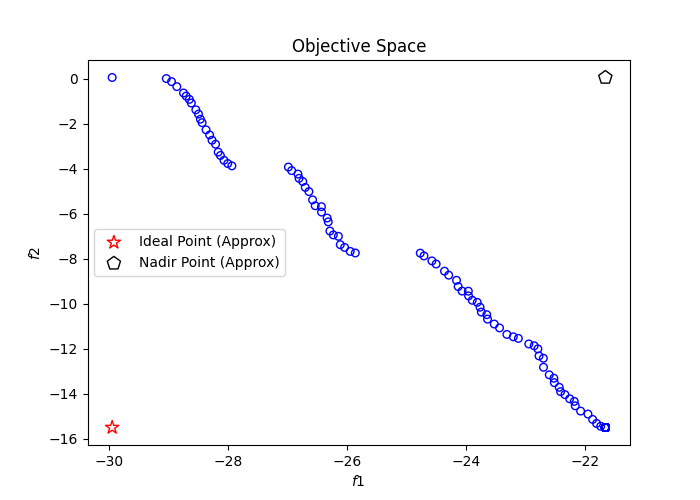 Objective Space
0
−2
−4
−6
−8
−10
−12
−14
−16
f2
Ideal Point (Approx)
Nadir Point (Approx)
−30
−28
−26
−24
−22
f1